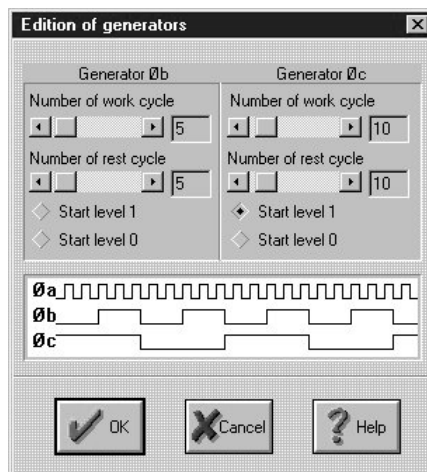 Edition of generators
Generator Øb
Number of work cycle
5
Number of rest cycle
5
Start level 1
Start level 0
Generator Øc
Number of work cycle
10
Number of rest cycle
10
Start level 1
Start level 0
Øa
Øb
Øc
OK
Cancel
Help